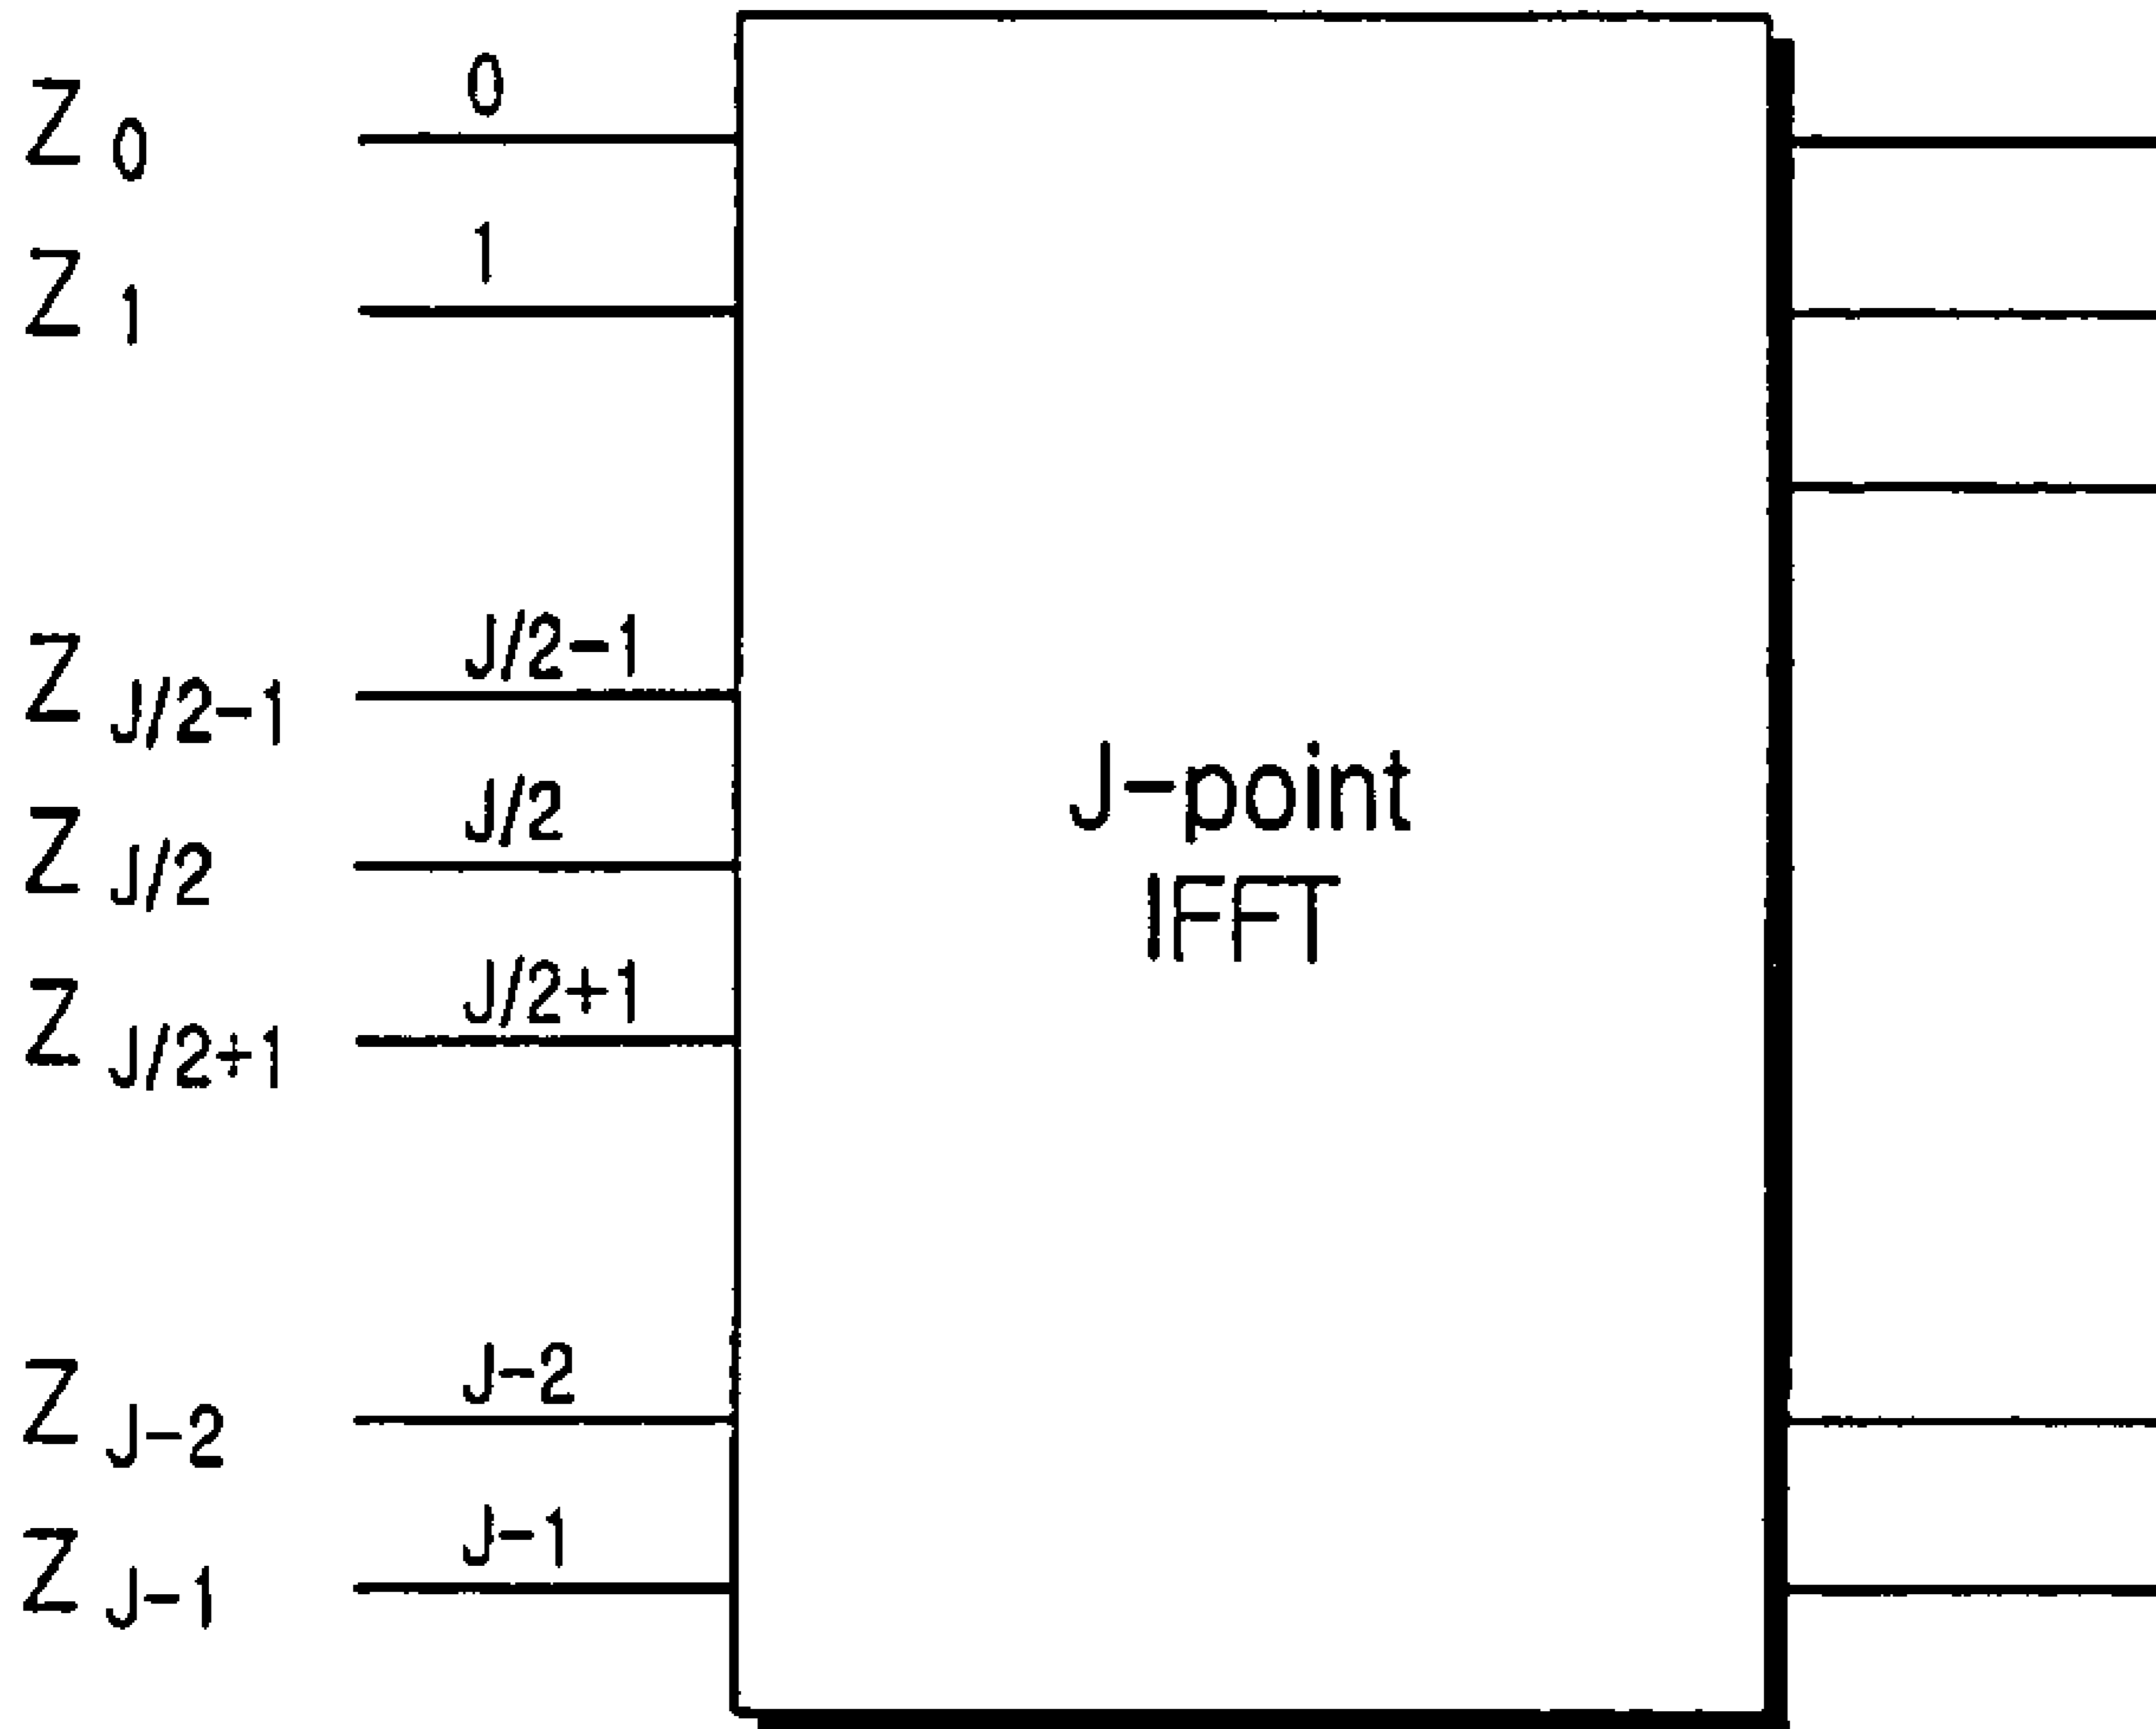 Z 0 0
Z 1 1
Z J/2-1 J/2-1
Z J/2 J/2
J-point
IFFT
Z J/2+1 J/2+1
Z J-2 J-2
Z J-1 J-1